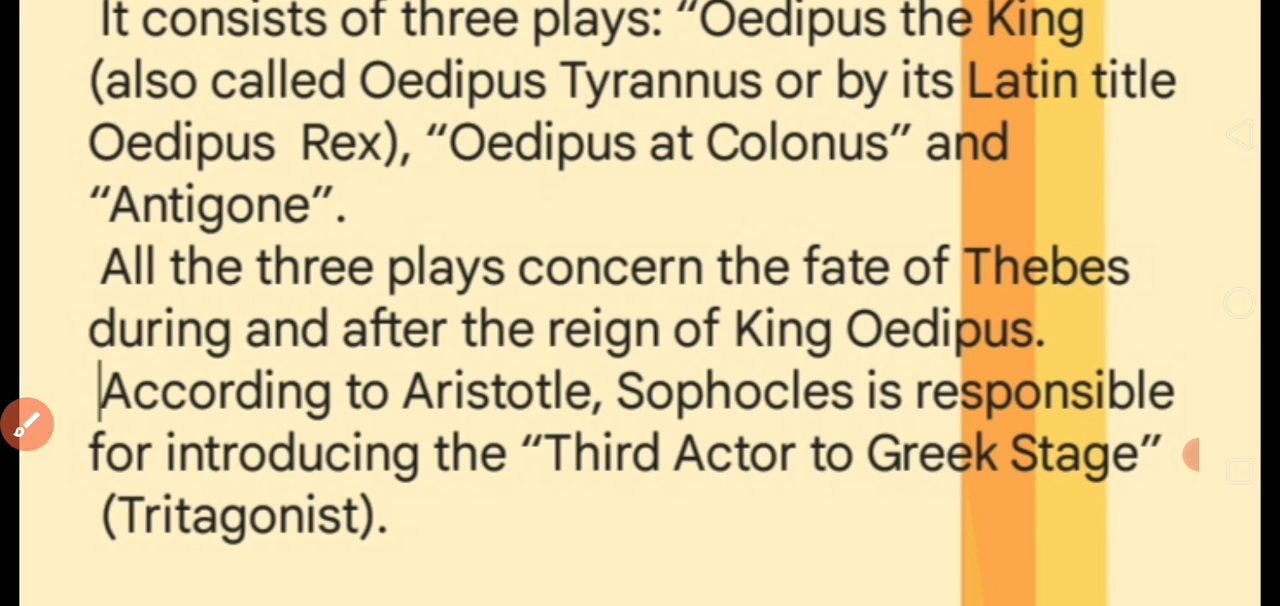 It consists of three plays: “Oedipus the King
(also called Oedipus Tyrannus or by its Latin title
Oedipus Rex), “Oedipus at Colonus” and
“Antigone”.
All the three plays concern the fate of Thebes
during and after the reign of King Oedipus.
According to Aristotle, Sophocles is responsible
for introducing the “Third Actor to Greek Stage”
(Tritagonist).